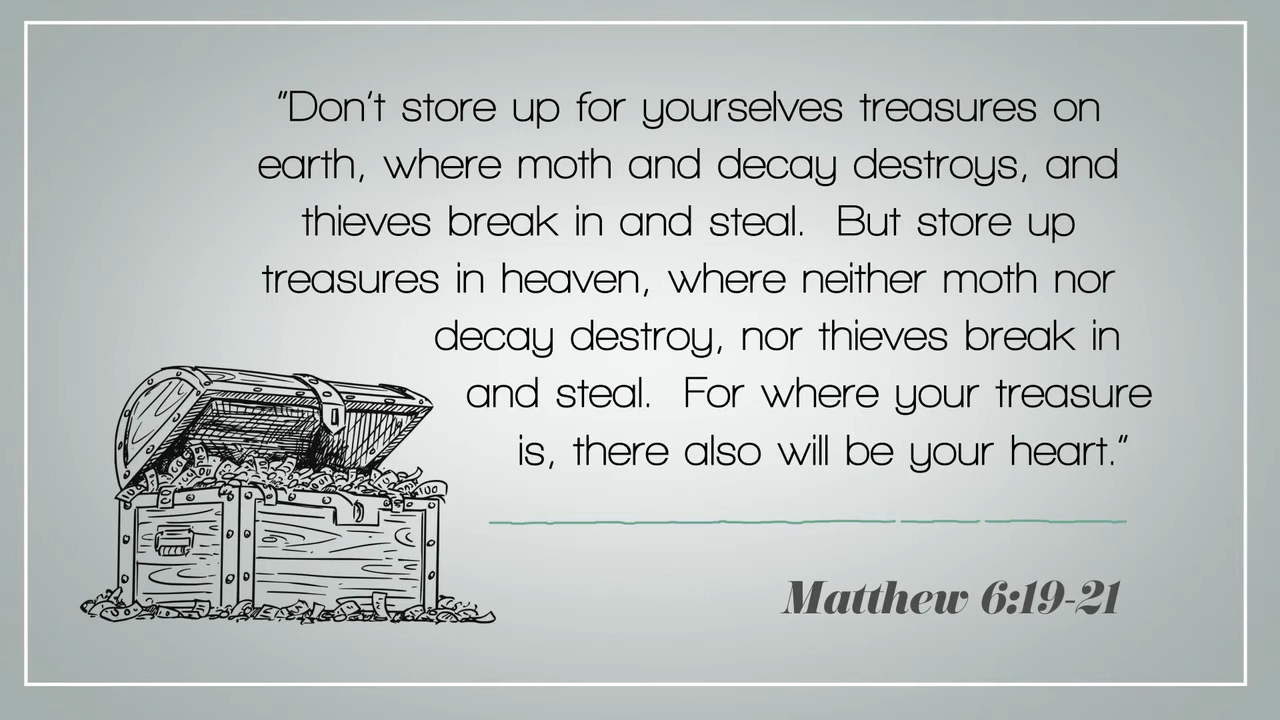 "Don't store up for yourselves treasures on
earth, where moth and decay destroys, and
thieves break in and steal.  But store up
treasures in heaven, where neither moth nor
decay destroy, nor thieves break in
and steal.  For where your treasure
is, there also will be your heart."
Matthew 6:19-21